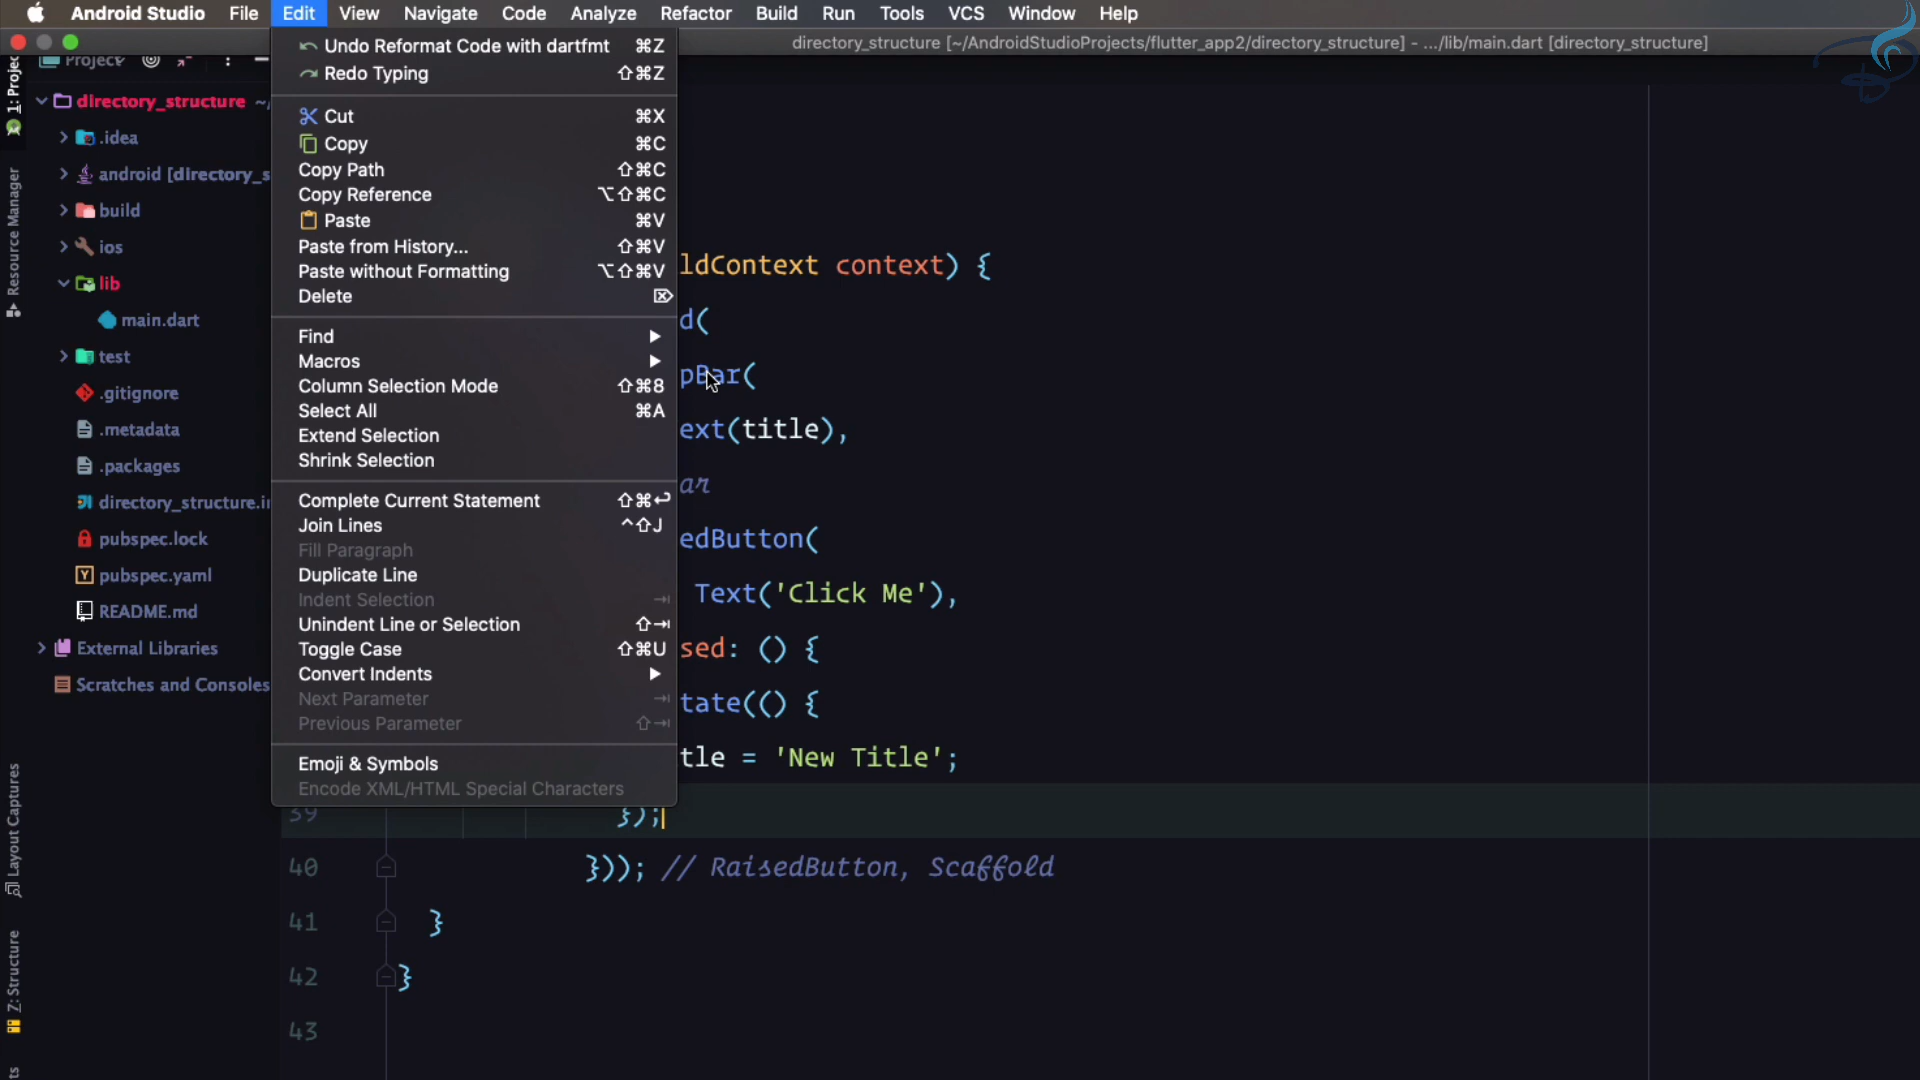 Android Studio File Edit View Navigate Code Analyze Refactor Build Run Tools VCS Window Help
directory_structure [~/AndroidStudioProjects/flutter_app2/directory_structure] - .../lib/main.dart [directory_structure]
Project
1: Projec
Resource Manager
Layout Captures
Z: Structure
ts
directory_structure ~/
.idea
android [directory_s
build
ios
lib
main.dart
test
.gitignore
.metadata
.packages
directory_structure.i
pubspec.lock
pubspec.yaml
README.md
External Libraries
Scratches and Consoles
Undo Reformat Code with dartfmt ⌘Z
Redo Typing ⇧⌘Z
Cut ⌘X
Copy ⌘C
Copy Path ⇧⌘C
Copy Reference ⌥⇧⌘C
Paste ⌘V
Paste from History... ⇧⌘V
Paste without Formatting ⌥⇧⌘V
Delete ⌦
Find ▶
Macros ▶
Column Selection Mode ⇧⌘8
Select All ⌘A
Extend Selection
Shrink Selection
Complete Current Statement ⇧⌘↩
Join Lines ^⇧J
Fill Paragraph
Duplicate Line
Indent Selection ⇥
Unindent Line or Selection ⇧⇥
Toggle Case ⇧⌘U
Convert Indents ▶
Next Parameter ⇥
Previous Parameter ⇧⇥
Emoji & Symbols
Encode XML/HTML Special Characters
ldContext context) {
d(
pBar(
ext(title),
ar
edButton(
Text('Click Me'),
sed: () {
tate(() {
tle = 'New Title';
39 });
40 })); // RaisedButton, Scaffold
41 }
42 }
43